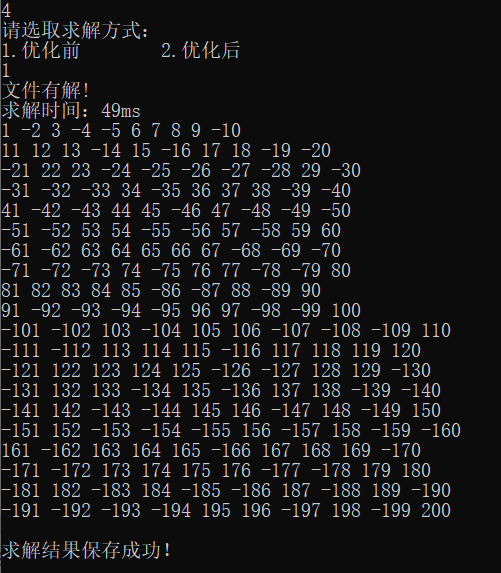 4
请选取求解方式：
1.优化前        2.优化后
1
文件有解！
求解时间：49ms
1 -2 3 -4 -5 6 7 8 9 -10
11 12 13 -14 15 -16 17 18 -19 -20
-21 22 23 -24 -25 -26 -27 -28 29 -30
-31 -32 -33 34 -35 36 37 38 -39 -40
41 -42 -43 44 45 -46 47 -48 -49 -50
-51 -52 53 54 -55 -56 57 -58 59 60
-61 -62 63 64 65 66 67 -68 -69 -70
-71 -72 -73 74 -75 76 77 -78 -79 80
81 82 83 84 85 -86 -87 88 -89 90
91 -92 -93 -94 -95 96 97 -98 -99 100
-101 -102 103 -104 105 106 -107 -108 -109 110
-111 -112 113 114 115 -116 117 118 119 120
-121 122 123 124 125 -126 -127 128 129 -130
-131 132 133 -134 135 -136 137 138 -139 -140
-141 142 -143 -144 145 146 -147 148 -149 150
-151 152 -153 -154 -155 156 -157 158 -159 -160
161 -162 163 164 165 -166 167 168 169 -170
-171 -172 173 174 175 176 -177 -178 179 180
-181 182 -183 184 -185 -186 187 -188 189 -190
-191 -192 -193 -194 195 196 -197 198 -199 200
求解结果保存成功！